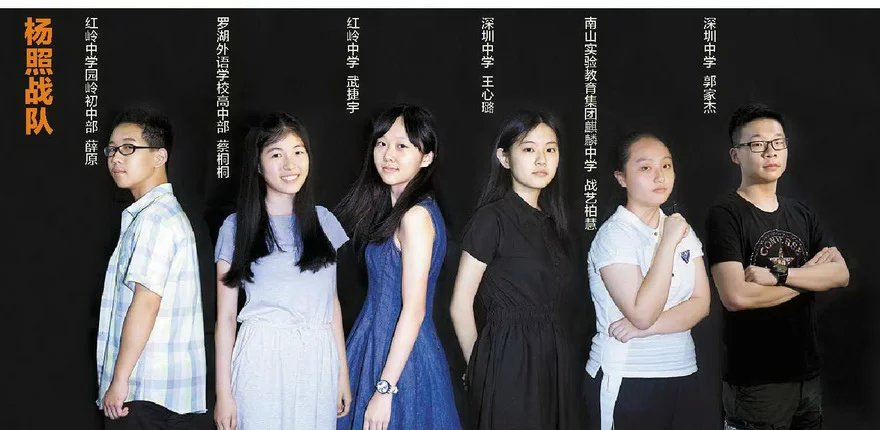 杨照战队
红岭中学园岭初中部 薛原
罗湖外语学校高中部 蔡桐桐
红岭中学 武捷宇
深圳中学 王心璐
南山实验教育集团麒麟中学 战艺柏慧
深圳中学 郭家杰
CONVERSE